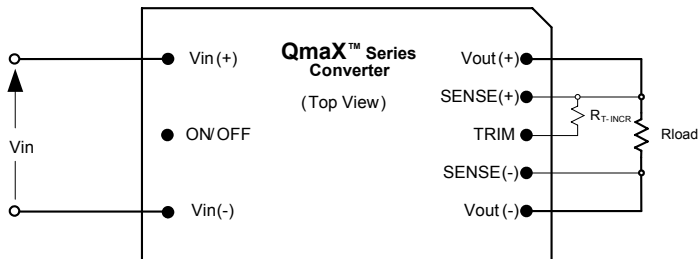 QmaX™ Series
Converter
(Top View)
Vin
Vin(+)
ON/OFF
Vin(-)
Vout(+)
SENSE(+)
TRIM
SENSE(-)
Vout(-)
RT-INCR
Rload